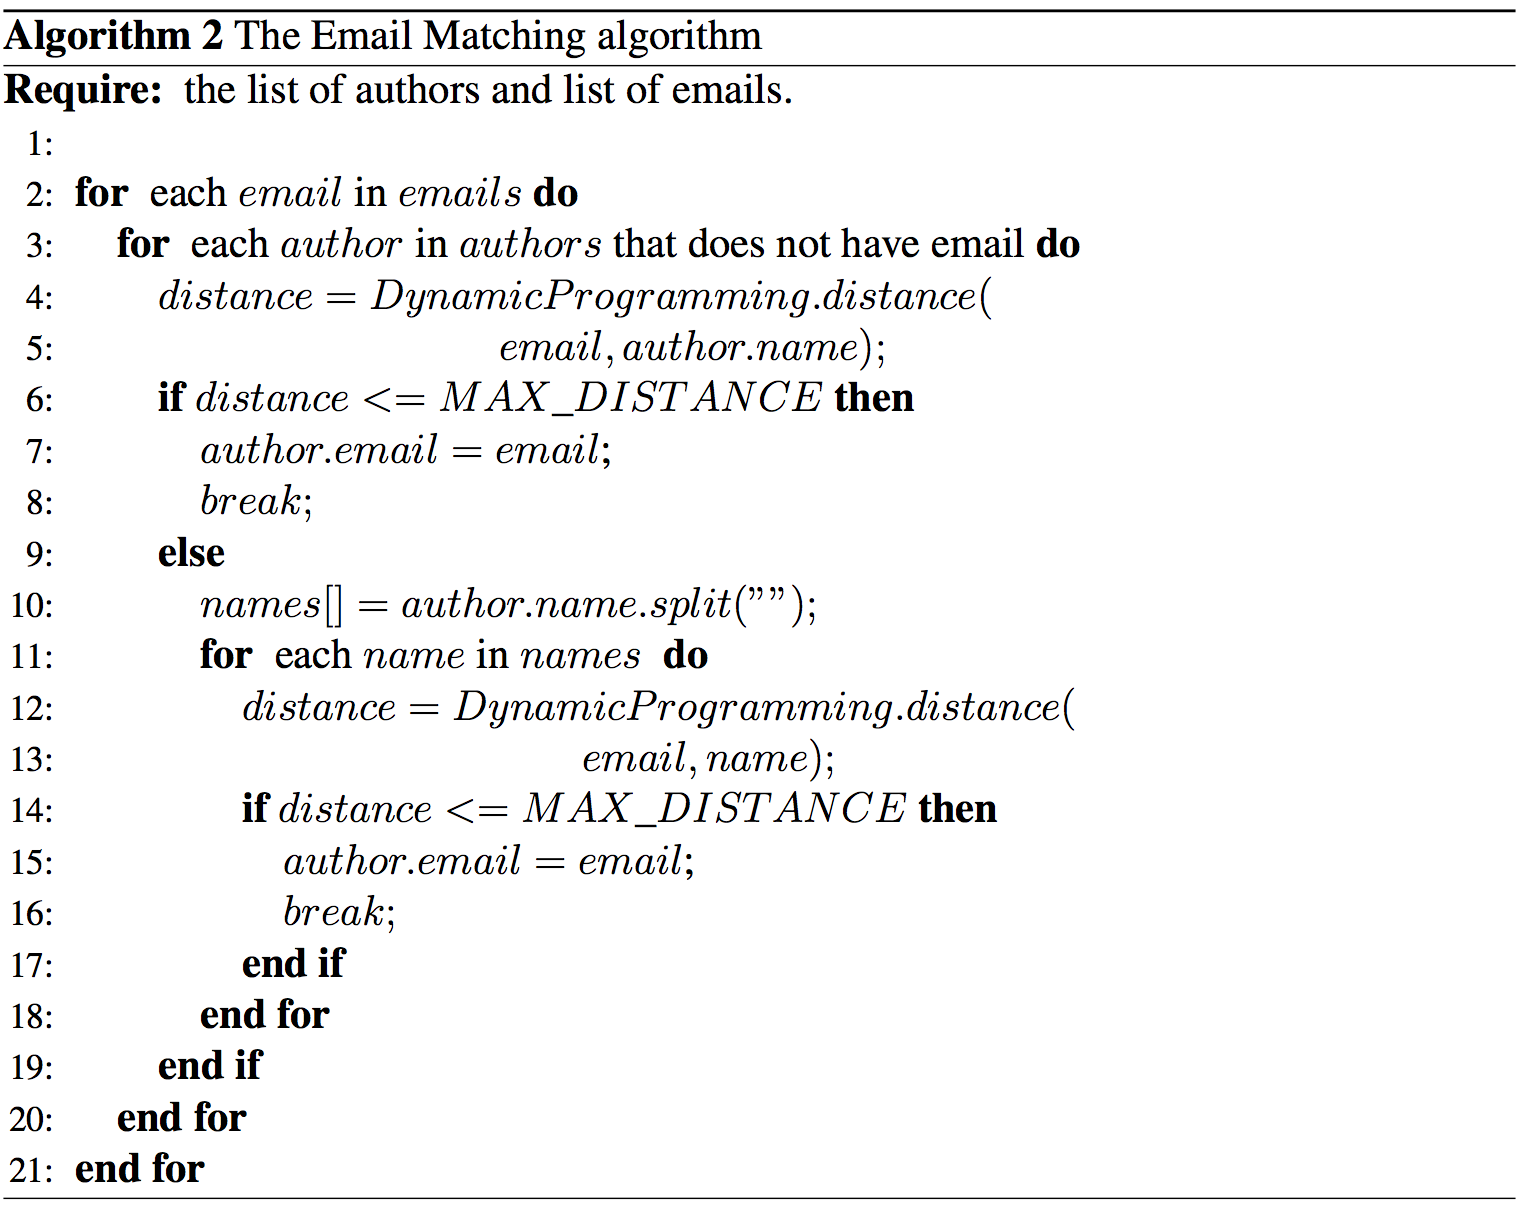 Algorithm 2 The Email Matching algorithm
Require: the list of authors and list of emails.
1:
2: for each email in emails do
3: for each author in authors that does not have email do
4: distance = DynamicProgramming.distance(
5: email, author.name);
6: if distance <= MAX_DISTANCE then
7: author.email = email;
8: break;
9: else
10: names[] = author.name.split(””);
11: for each name in names do
12: distance = DynamicProgramming.distance(
13: email, name);
14: if distance <= MAX_DISTANCE then
15: author.email = email;
16: break;
17: end if
18: end for
19: end if
20: end for
21: end for